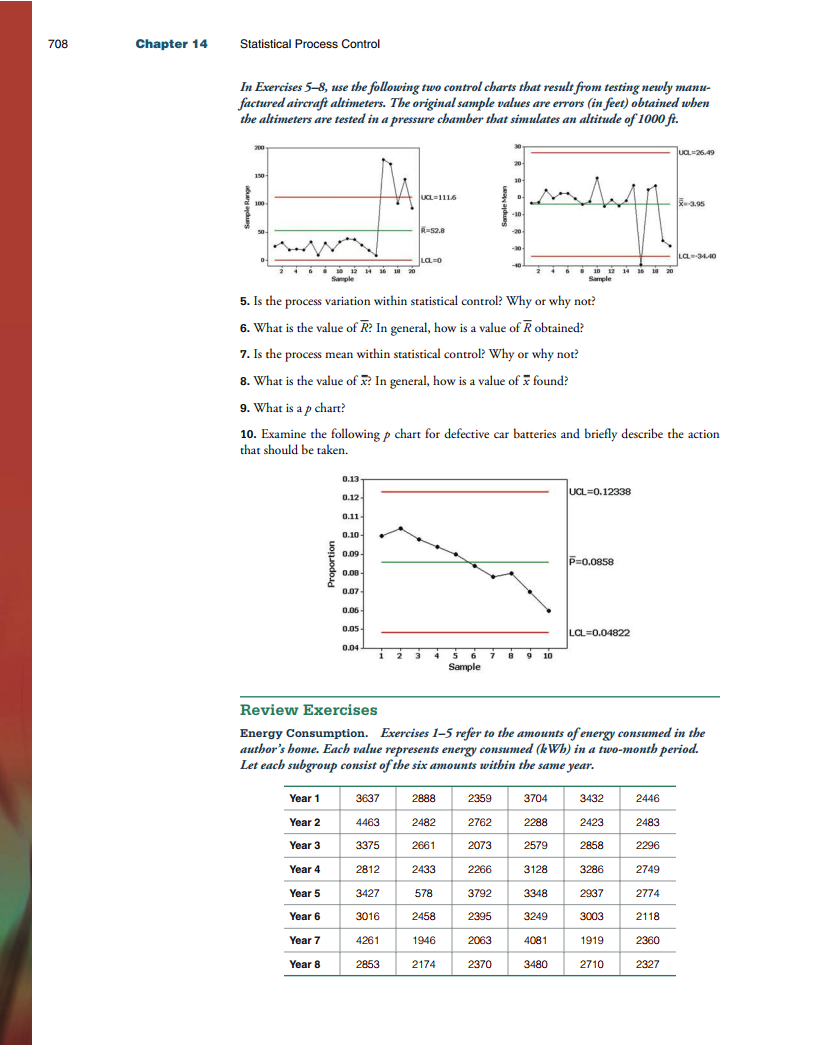 708 Chapter 14 Statistical Process Control
In Exercises 5–8, use the following two control charts that result from testing newly manu-
factured aircraft altimeters. The original sample values are errors (in feet) obtained when
the altimeters are tested in a pressure chamber that simulates an altitude of 1000 ft.
200
150
100
50
0
Sample Range
UCL=111.6
R̅=52.8
LCL=0
2 4 6 8 10 12 14 16 18 20
Sample
30
20
10
0
-10
-20
-30
-40
Sample Mean
UCL=26.49
X̿=-3.95
LCL=-34.40
2 4 6 8 10 12 14 16 18 20
Sample
5. Is the process variation within statistical control? Why or why not?
6. What is the value of R̅? In general, how is a value of R̅ obtained?
7. Is the process mean within statistical control? Why or why not?
8. What is the value of x̿? In general, how is a value of x̿ found?
9. What is a p chart?
10. Examine the following p chart for defective car batteries and briefly describe the action
that should be taken.
0.13
0.12
0.11
0.10
0.09
0.08
0.07
0.06
0.05
0.04
Proportion
UCL=0.12338
P̅=0.0858
LCL=0.04822
1 2 3 4 5 6 7 8 9 10
Sample
Review Exercises
Energy Consumption. Exercises 1–5 refer to the amounts of energy consumed in the
author's home. Each value represents energy consumed (kWh) in a two-month period.
Let each subgroup consist of the six amounts within the same year.
Year 1 3637 2888 2359 3704 3432 2446
Year 2 4463 2482 2762 2288 2423 2483
Year 3 3375 2661 2073 2579 2858 2296
Year 4 2812 2433 2266 3128 3286 2749
Year 5 3427 578 3792 3348 2937 2774
Year 6 3016 2458 2395 3249 3003 2118
Year 7 4261 1946 2063 4081 1919 2360
Year 8 2853 2174 2370 3480 2710 2327